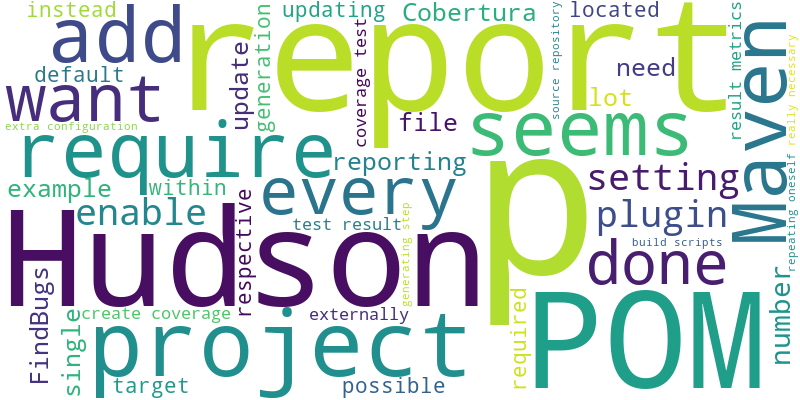 instead
updating
Cobertura
located
add
report
default
want
generation
update
coverage test
source repository
need
result metrics
lot
Maven
really necessary
extra configuration
file
seems
require
reporting
p
setting
example
within
every
repeating oneself
enable
plugin
respective
test result
Hudson
generating step
done
build scripts
FindBugs
single
create coverage
externally
project
required
POM
number
target
possible